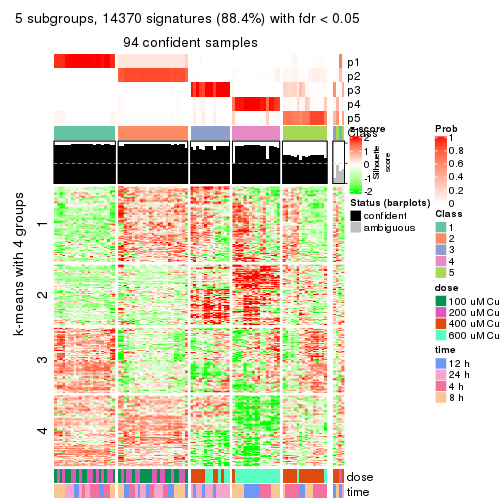 5 subgroups, 14370 signatures (88.4%) with fdr < 0.05
94 confident samples
p1
p2
p3
p4
p5
Class
z-score
2
1
0
-1
-2
Silhouette
score
Status (barplots)
confident
ambiguous
k-means with 4 groups
1
2
3
4
dose
time
Prob
1
0.8
0.6
0.4
0.2
0
Class
1
2
3
4
5
dose
100 uM Cu
200 uM Cu
400 uM Cu
600 uM Cu
time
12 h
24 h
4 h
8 h